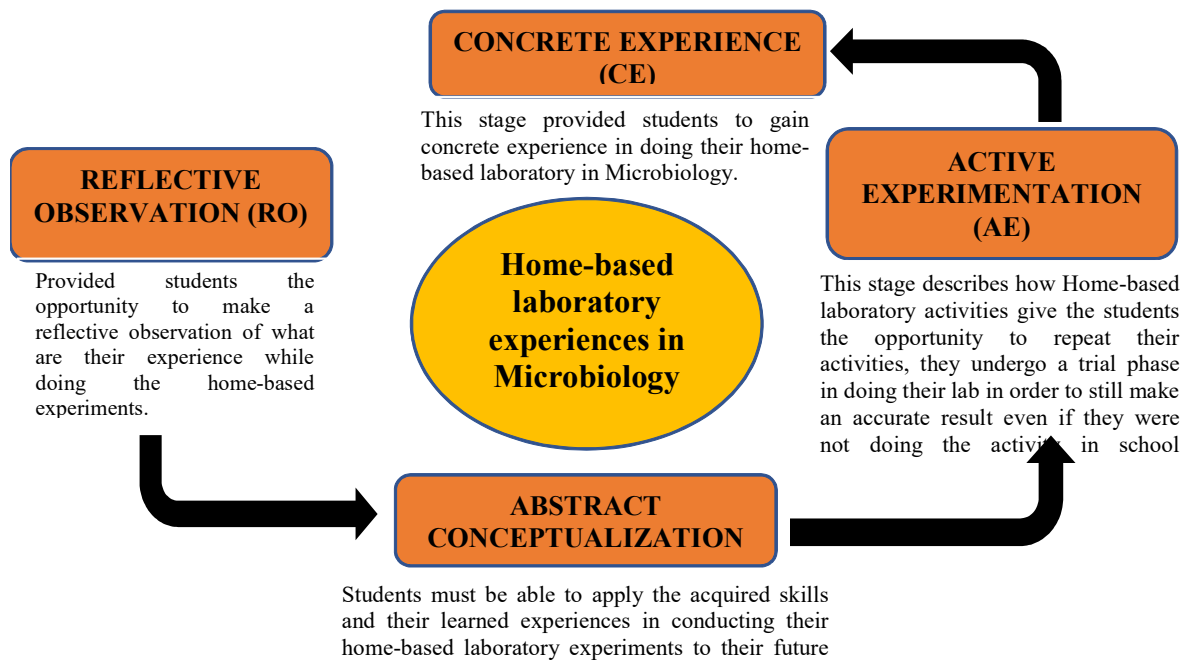 CONCRETE EXPERIENCE
(CE)
This stage provided students to gain
concrete experience in doing their home-
based laboratory in Microbiology.
REFLECTIVE
OBSERVATION (RO)
Provided students the
opportunity to make a
reflective observation of what
are their experience while
doing the home-based
experiments.
Home-based
laboratory
experiences in
Microbiology
ACTIVE
EXPERIMENTATION
(AE)
This stage describes how Home-based
laboratory activities give the students
the opportunity to repeat their
activities, they undergo a trial phase
in doing their lab in order to still make
an accurate result even if they were
not doing the activity in school
ABSTRACT
CONCEPTUALIZATION
Students must be able to apply the acquired skills
and their learned experiences in conducting their
home-based laboratory experiments to their future